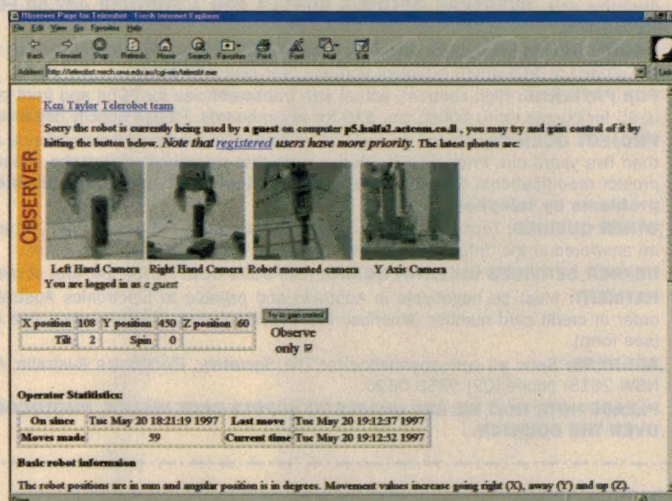 Observer Page for Telerobot - Tesch Internet Explorer
File Edit View Go Favorites Help
Back Forward Stop Refresh Home Search Favorites Print Font Mail Edit
Address http://telerobot.mech.uwa.edu.au/cgi-win/telerobt.exe
OBSERVER
Ken Taylor Telerobot team
Sorry the robot is currently being used by a guest on computer p5.haifa2.actcom.co.il , you may try and gain control of it by
hitting the button below. Note that registered users have more priority. The latest photos are:
Left Hand Camera Right Hand Camera Robot mounted camera Y Axis Camera
You are logged in as a guest
X position 108 Y position 450 Z position 60
Tilt 2 Spin 0
Try to gain control
Observe
only
Operator Statitistics:
On since Tue May 20 18:21:19 1997 Last move Tue May 20 19:12:37 1997
Moves made 59 Current time Tue May 20 19:12:52 1997
Basic robot information
The robot positions are in mm and angular position is in degrees. Movement values increase going right (X), away (Y) and up (Z).
Done